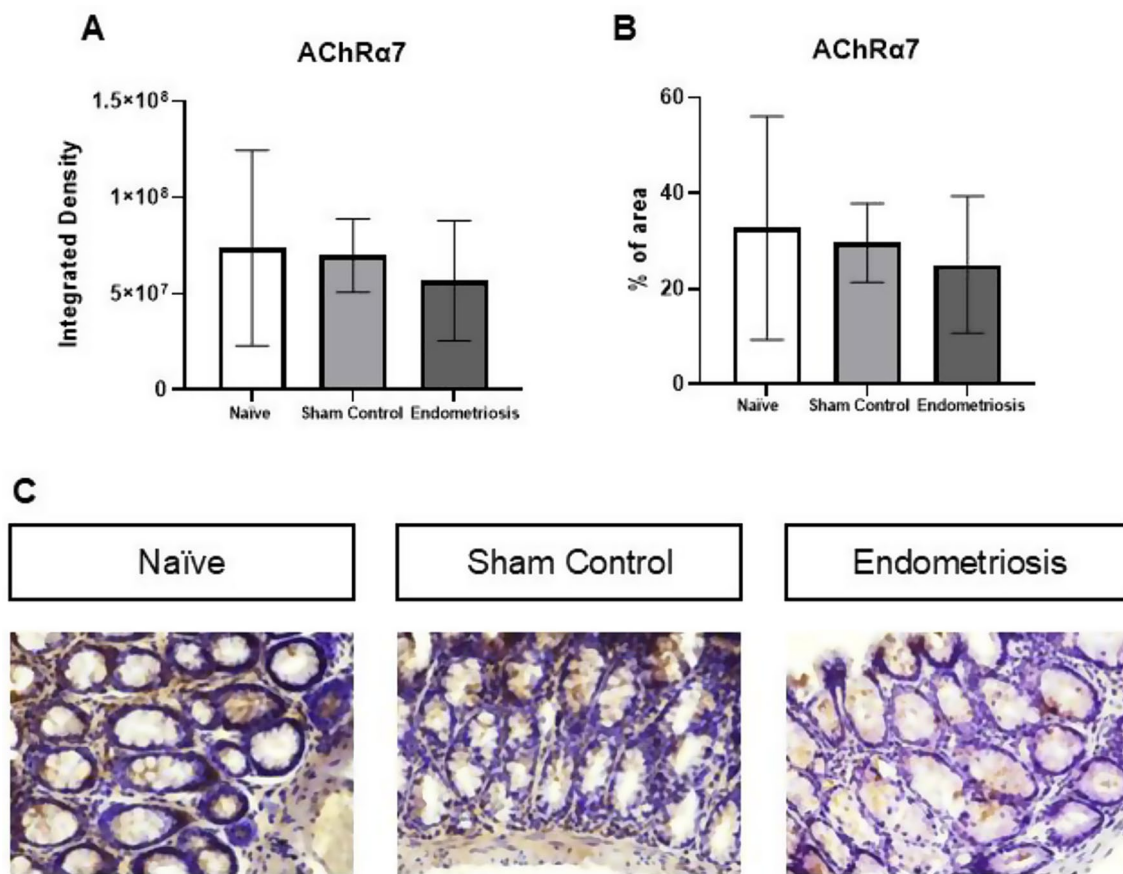 A
AChRα7
Integrated Density
1.5×10⁸
1×10⁸
5×10⁷
0
Naïve Sham Control Endometriosis
B
AChRα7
% of area
60
40
20
0
Naïve Sham Control Endometriosis
C
Naïve
Sham Control
Endometriosis